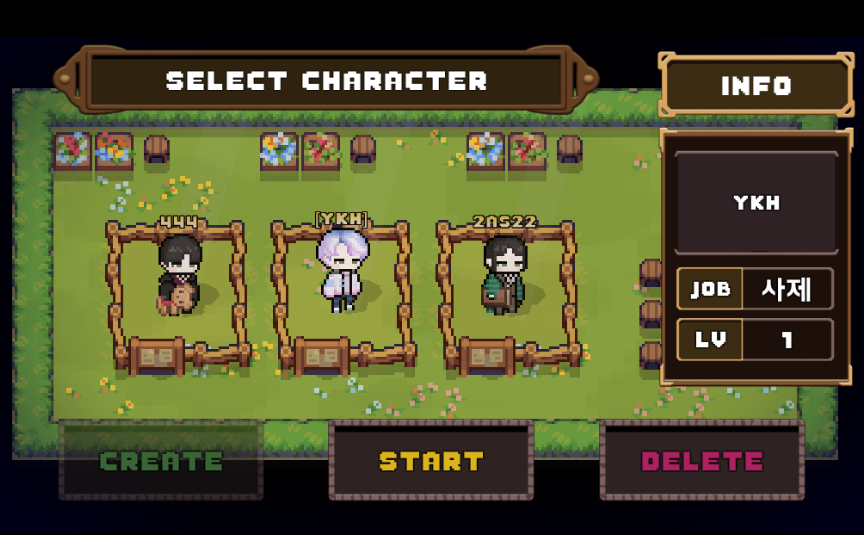 SELECT CHARACTER
INFO
444
[YKH]
2NS22
YKH
JOB 사제
LV 1
CREATE
START
DELETE